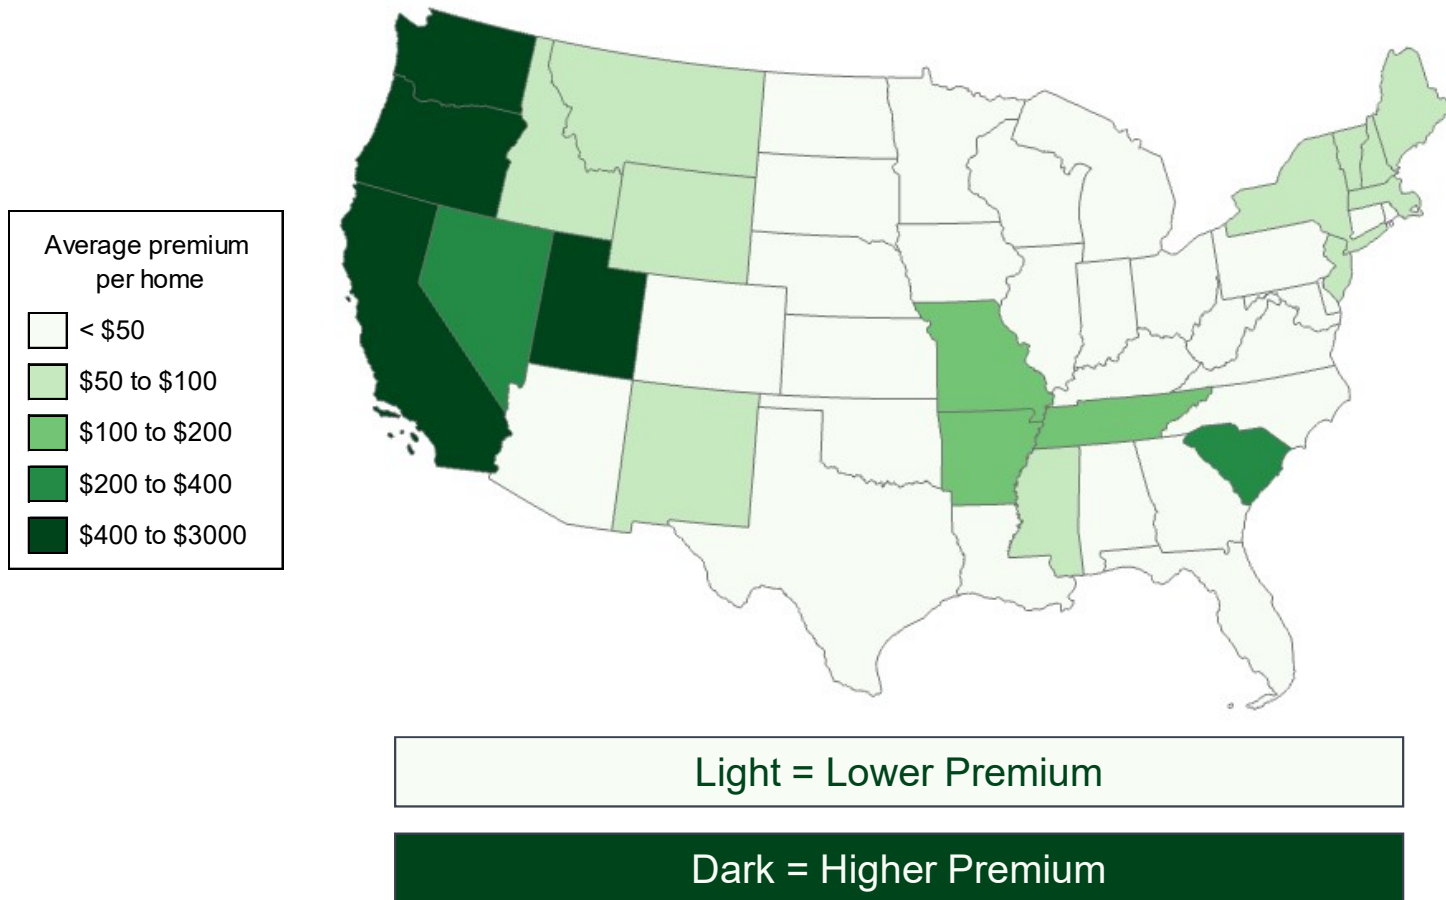 Average premium
per home
< $50
$50 to $100
$100 to $200
$200 to $400
$400 to $3000
Light = Lower Premium
Dark = Higher Premium